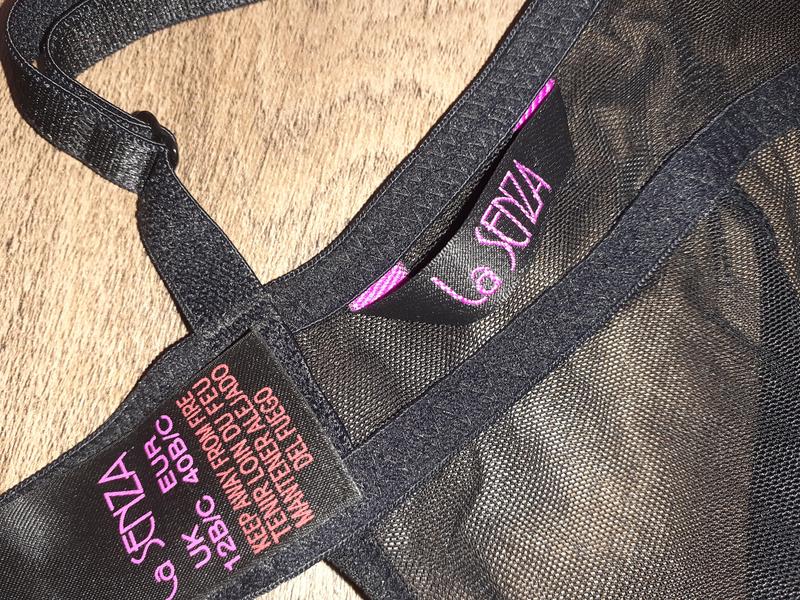 La SENZA
La SENZA
UK EUR
12B/C 40B/C
KEEP AWAY FROM FIRE
TENIR LOIN DU FEU
MANTENER ALEJADO
DEL FUEGO